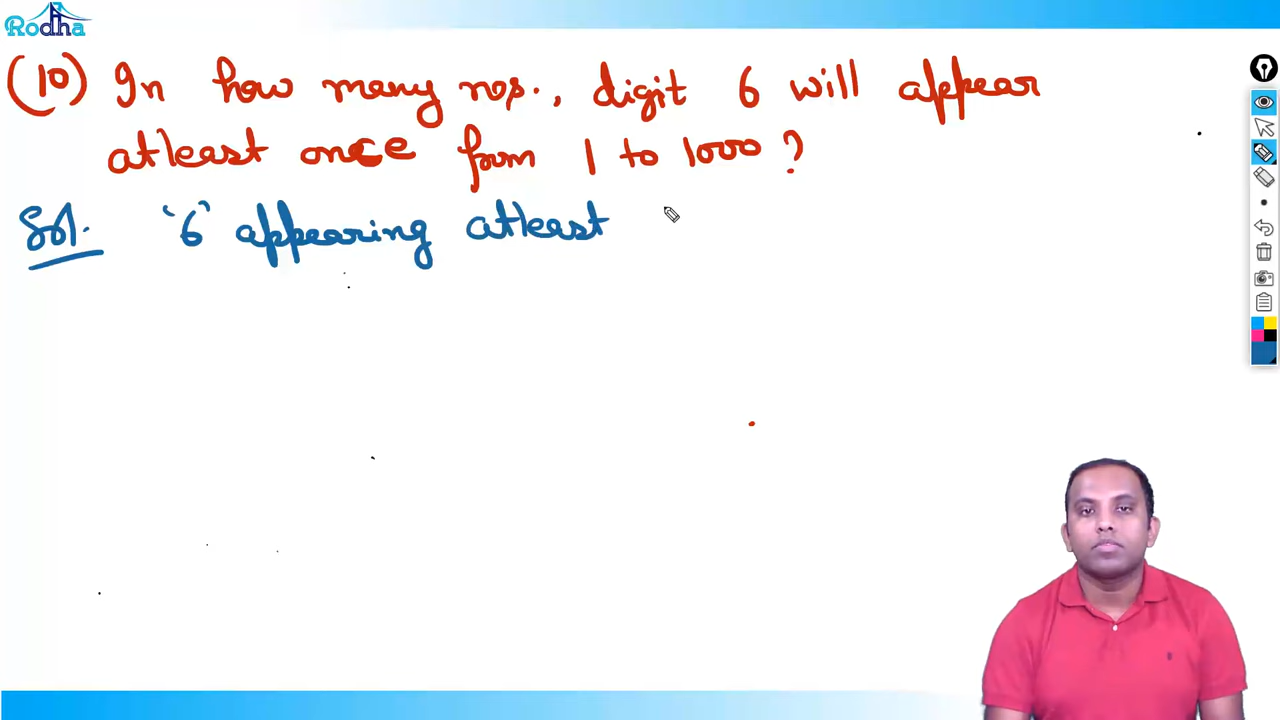 Rodha
(10) In how many nos., digit 6 will appear
atleast once from 1 to 1000 ?
Sol. '6' appearing atleast